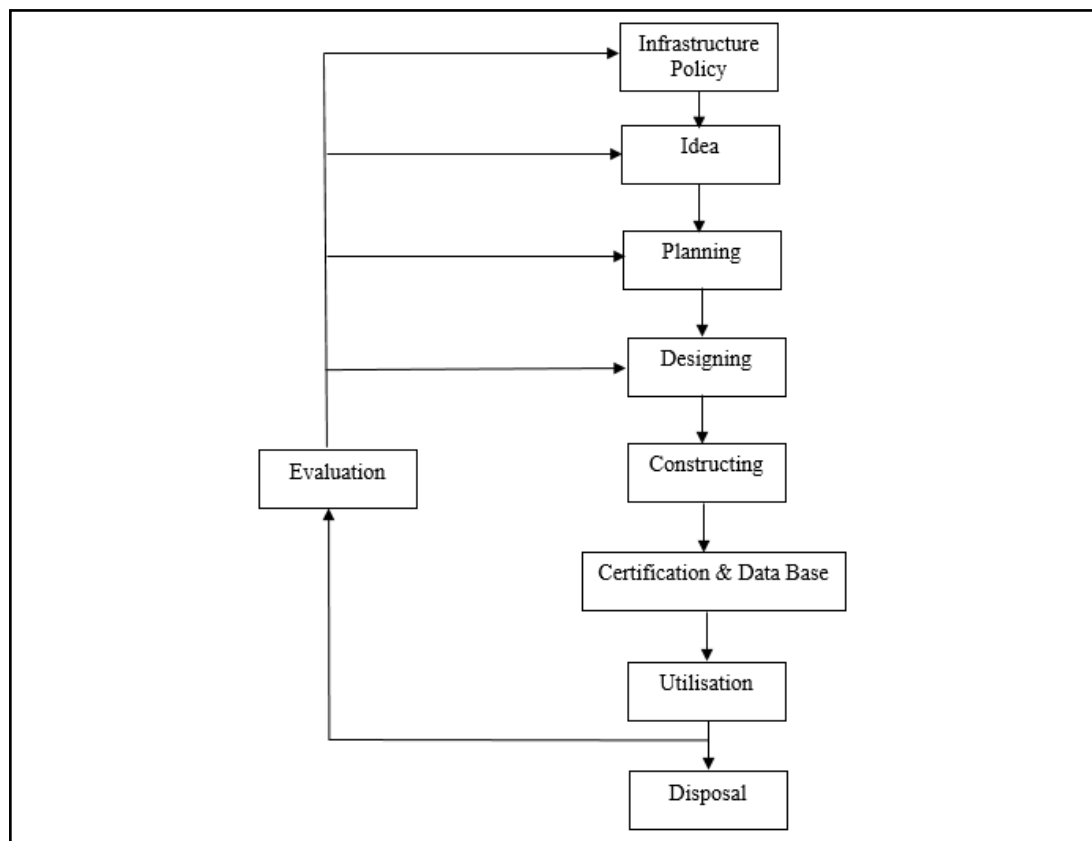 Infrastructure
Policy
Idea
Planning
Designing
Evaluation
Constructing
Certification & Data Base
Utilisation
Disposal